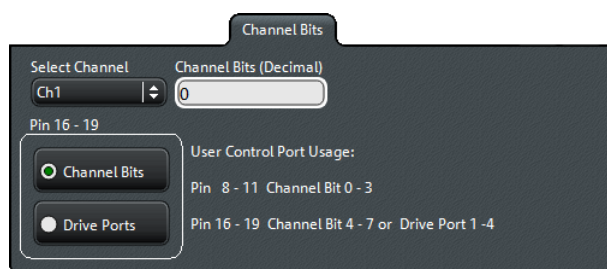 Channel Bits
Select Channel Channel Bits (Decimal)
Ch1 0
Pin 16 - 19
Channel Bits
Drive Ports
User Control Port Usage:
Pin 8 - 11 Channel Bit 0 - 3
Pin 16 - 19 Channel Bit 4 - 7 or Drive Port 1 -4